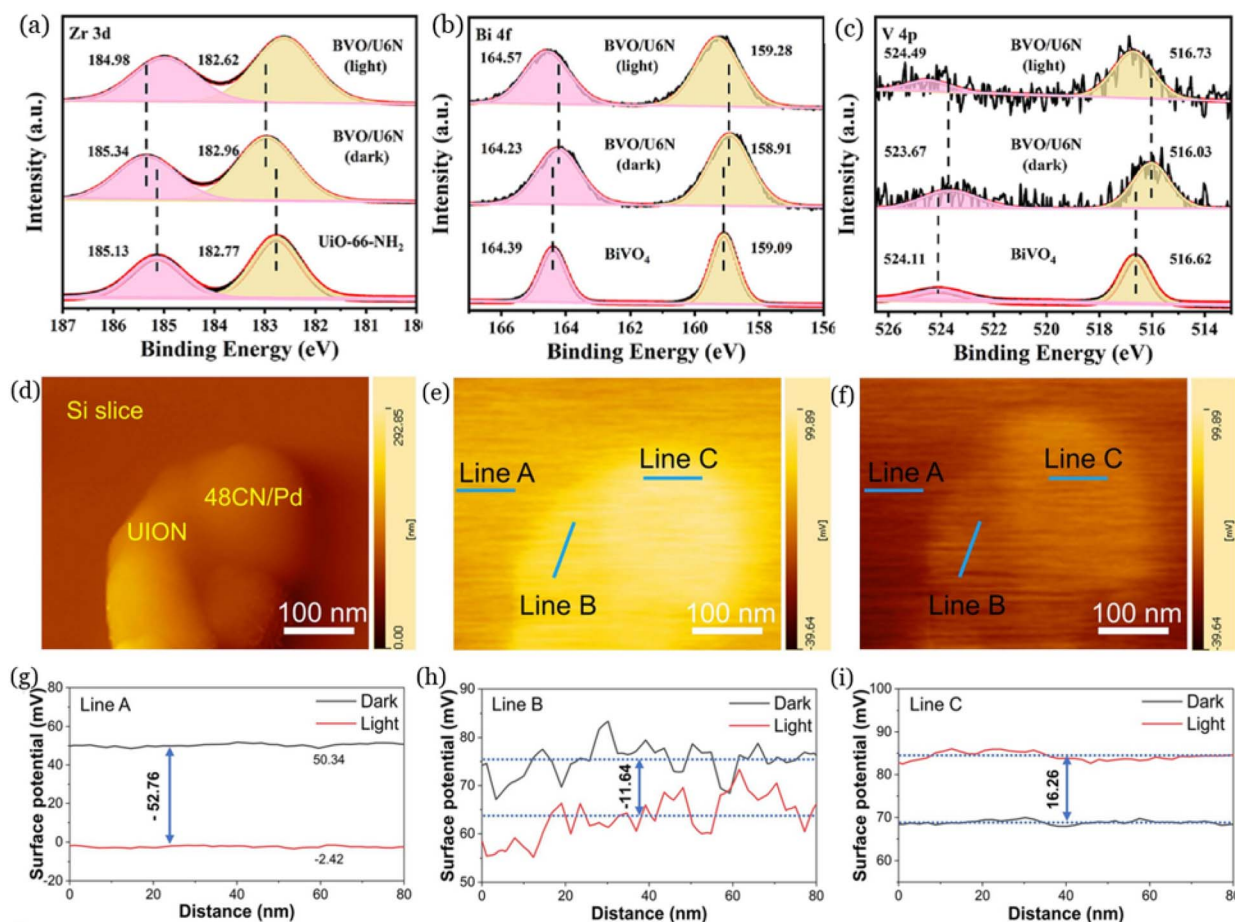 (a)
Zr 3d
184.98
182.62
BVO/U6N
(light)
185.34
182.96
BVO/U6N
(dark)
185.13
182.77
UiO-66-NH₂
Intensity (a.u.)
187 186 185 184 183 182 181 180
Binding Energy (eV)
(b)
Bi 4f
164.57
BVO/U6N
(light)
159.28
164.23
BVO/U6N
(dark)
158.91
164.39
BiVO₄
159.09
Intensity (a.u.)
166 164 162 160 158 156
Binding Energy (eV)
(c)
V 4p
524.49
BVO/U6N
(light)
516.73
523.67
BVO/U6N
(dark)
516.03
524.11
BiVO₄
516.62
Intensity (a.u.)
526 524 522 520 518 516 514
Binding Energy (eV)
(d)
Si slice
48CN/Pd
UION
100 nm
292.85
[nm]
0.00
(e)
Line A
Line C
Line B
100 nm
99.89
[mV]
-39.64
(f)
Line A
Line C
Line B
100 nm
99.89
[mV]
-39.64
(g)
Line A
Dark
Light
50.34
-52.76
-2.42
Surface potential (mV)
80
60
40
20
0
-20
0 20 40 60 80
Distance (nm)
(h)
Line B
Dark
Light
-11.64
Surface potential (mV)
90
80
70
60
50
0 20 40 60 80
Distance (nm)
(i)
Line C
Dark
Light
16.26
Surface potential (mV)
100
90
80
70
60
0 20 40 60 80
Distance (nm)